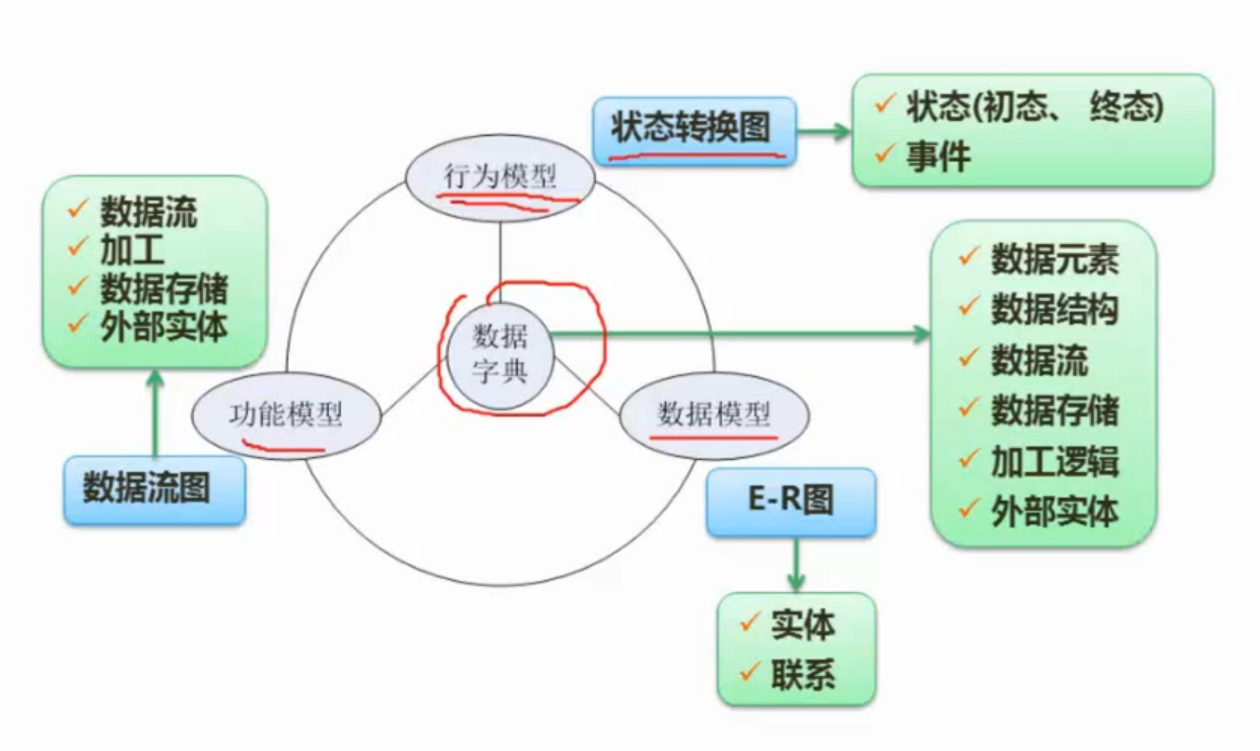 状态转换图
状态(初态、 终态)
事件
行为模型
数据流
加工
数据存储
外部实体
数据
字典
数据元素
数据结构
数据流
数据存储
加工逻辑
外部实体
功能模型
数据模型
数据流图
E-R图
实体
联系